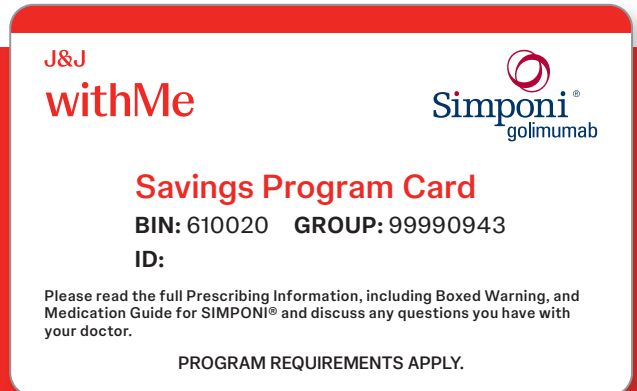 J&J
withMe
Simponi®
golimumab
Savings Program Card
BIN: 610020 GROUP: 99990943
ID:
Please read the full Prescribing Information, including Boxed Warning, and
Medication Guide for SIMPONI® and discuss any questions you have with
your doctor.
PROGRAM REQUIREMENTS APPLY.